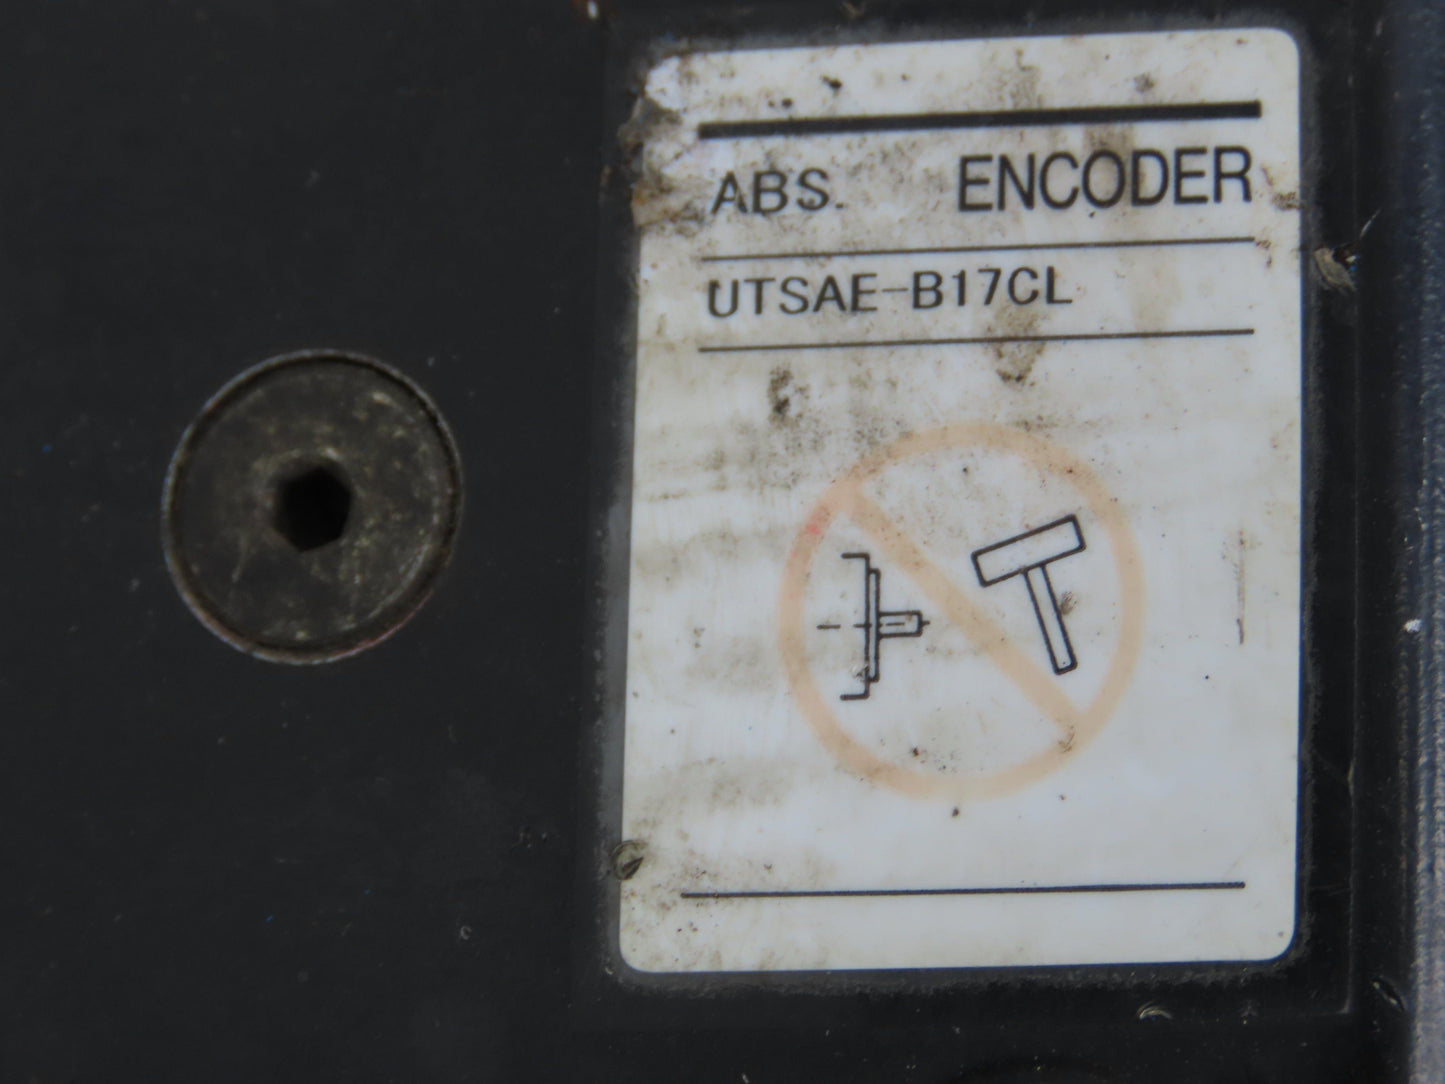 ABS. ENCODER
UTSAE-B17CL